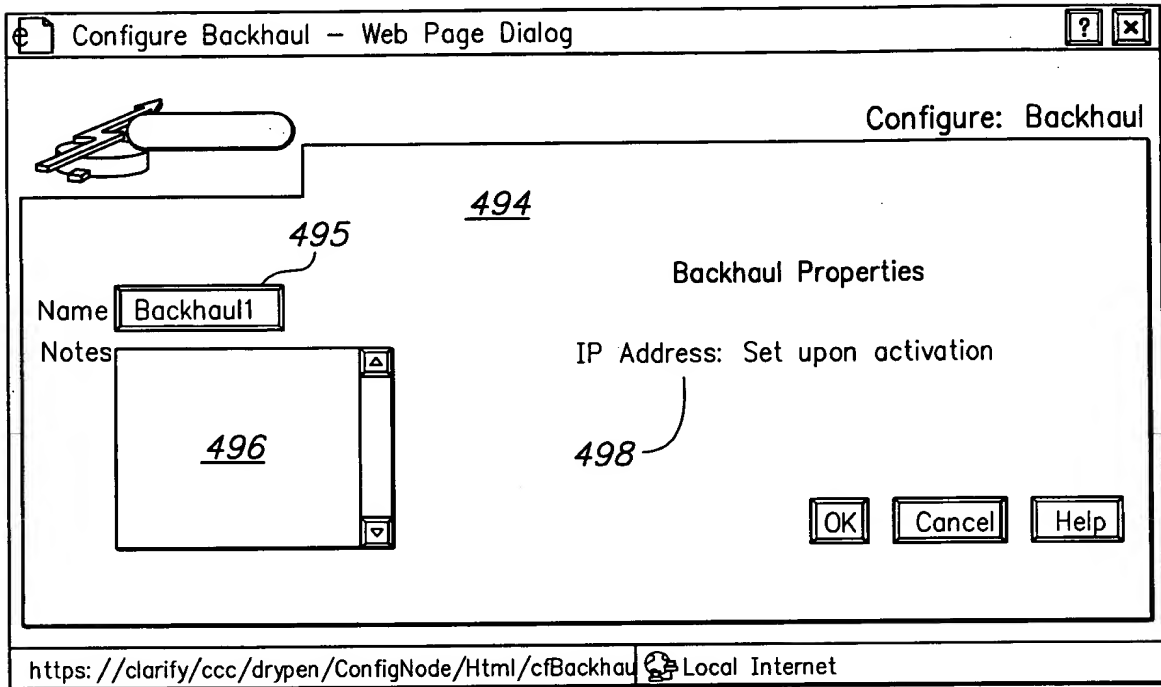 Configure Backhaul – Web Page Dialog ? x
Configure: Backhaul
494
495
Backhaul Properties
Name Backhaul1
Notes
IP Address: Set upon activation
496
498
OK Cancel Help
https://clarify/ccc/drypen/ConfigNode/Html/cfBackhau Local Internet